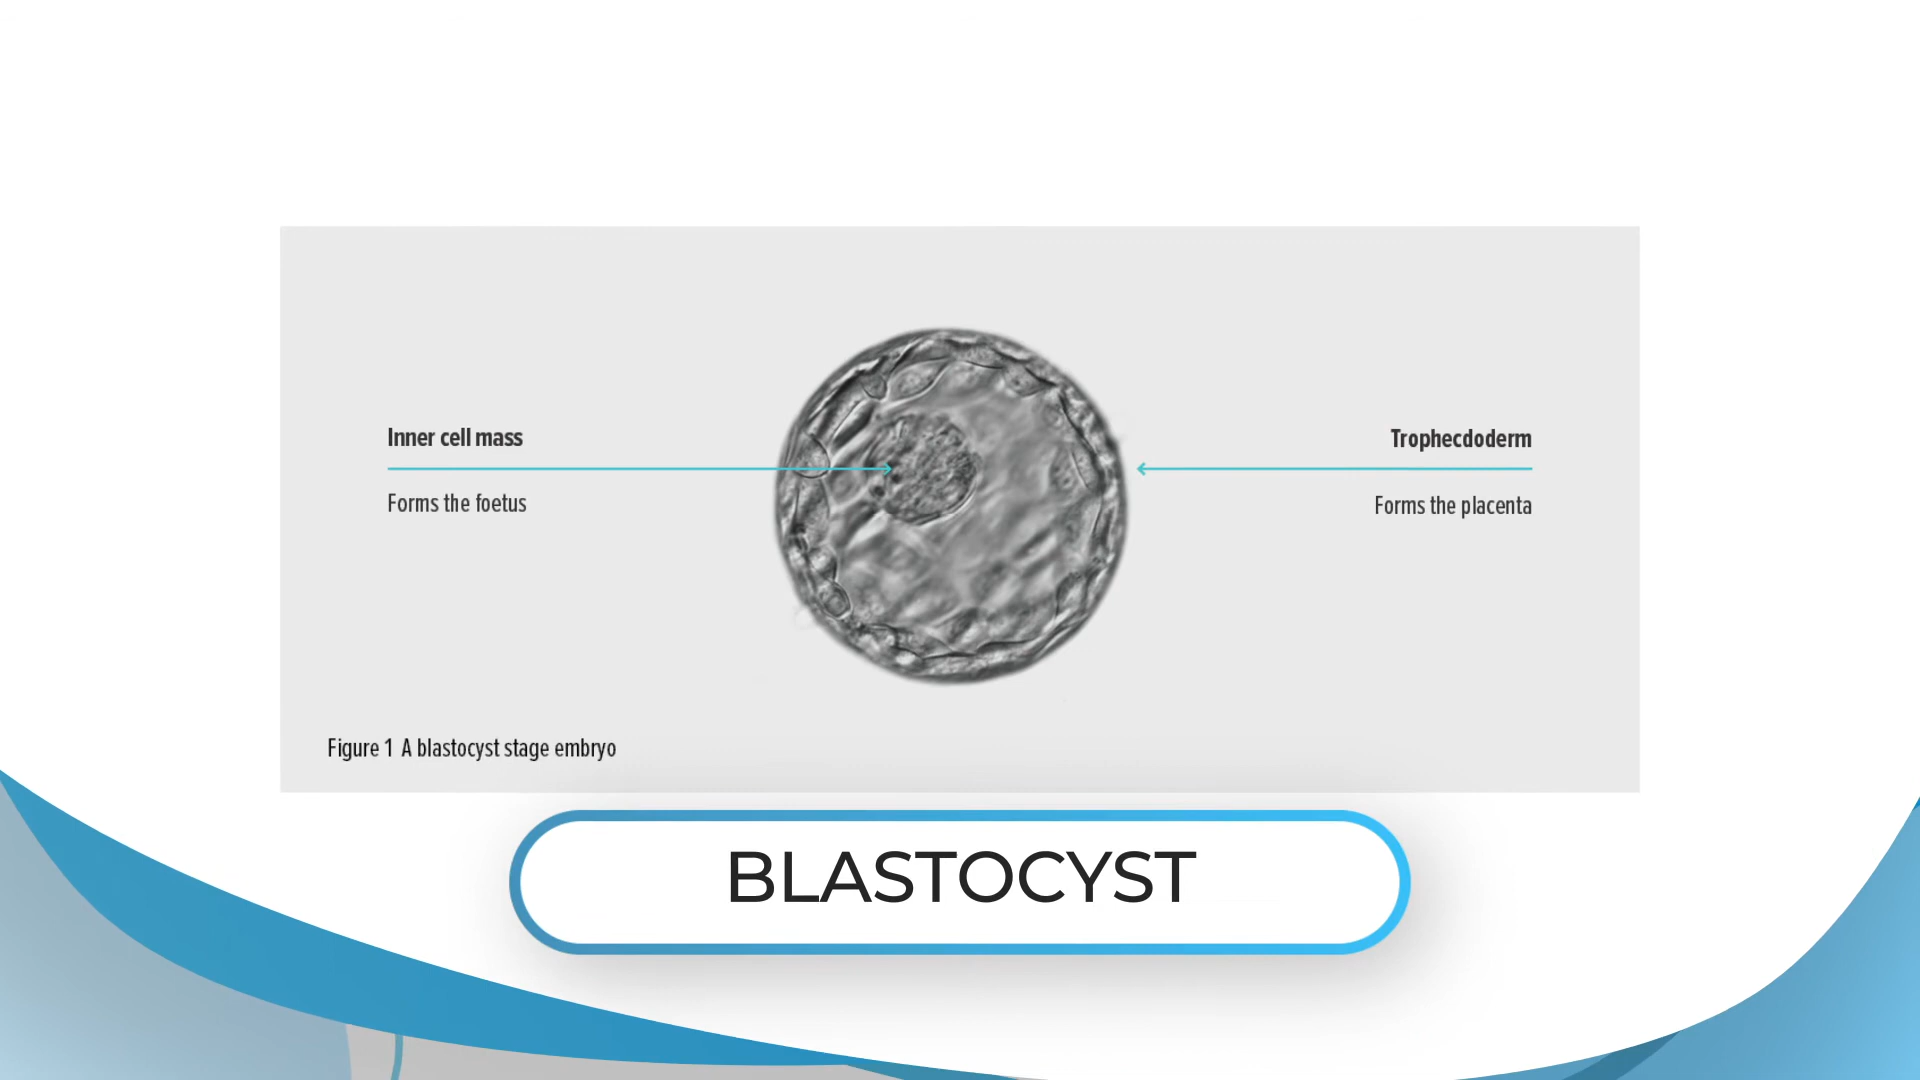 Inner cell mass
Forms the foetus
Trophecdoderm
Forms the placenta
Figure 1 A blastocyst stage embryo
BLASTOCYST